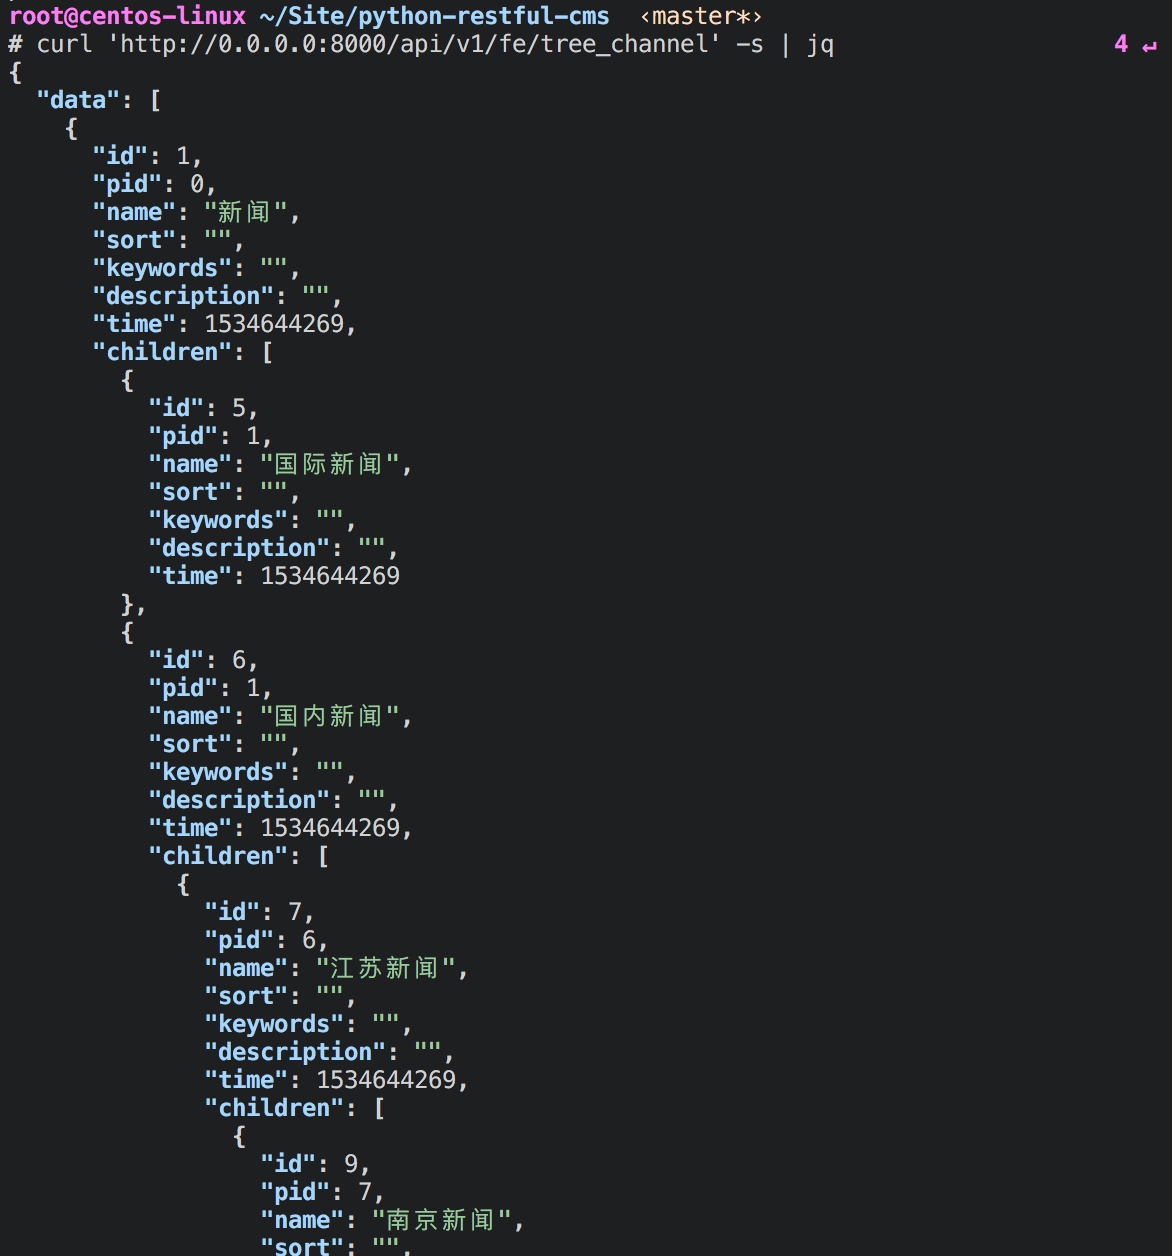 root@centos-linux ~/Site/python-restful-cms ‹master*›
# curl 'http://0.0.0.0:8000/api/v1/fe/tree_channel' -s | jq 4 ↵
{
  "data": [
    {
      "id": 1,
      "pid": 0,
      "name": "新闻",
      "sort": "",
      "keywords": "",
      "description": "",
      "time": 1534644269,
      "children": [
        {
          "id": 5,
          "pid": 1,
          "name": "国际新闻",
          "sort": "",
          "keywords": "",
          "description": "",
          "time": 1534644269
        },
        {
          "id": 6,
          "pid": 1,
          "name": "国内新闻",
          "sort": "",
          "keywords": "",
          "description": "",
          "time": 1534644269,
          "children": [
            {
              "id": 7,
              "pid": 6,
              "name": "江苏新闻",
              "sort": "",
              "keywords": "",
              "description": "",
              "time": 1534644269,
              "children": [
                {
                  "id": 9,
                  "pid": 7,
                  "name": "南京新闻",
                  "sort": "",